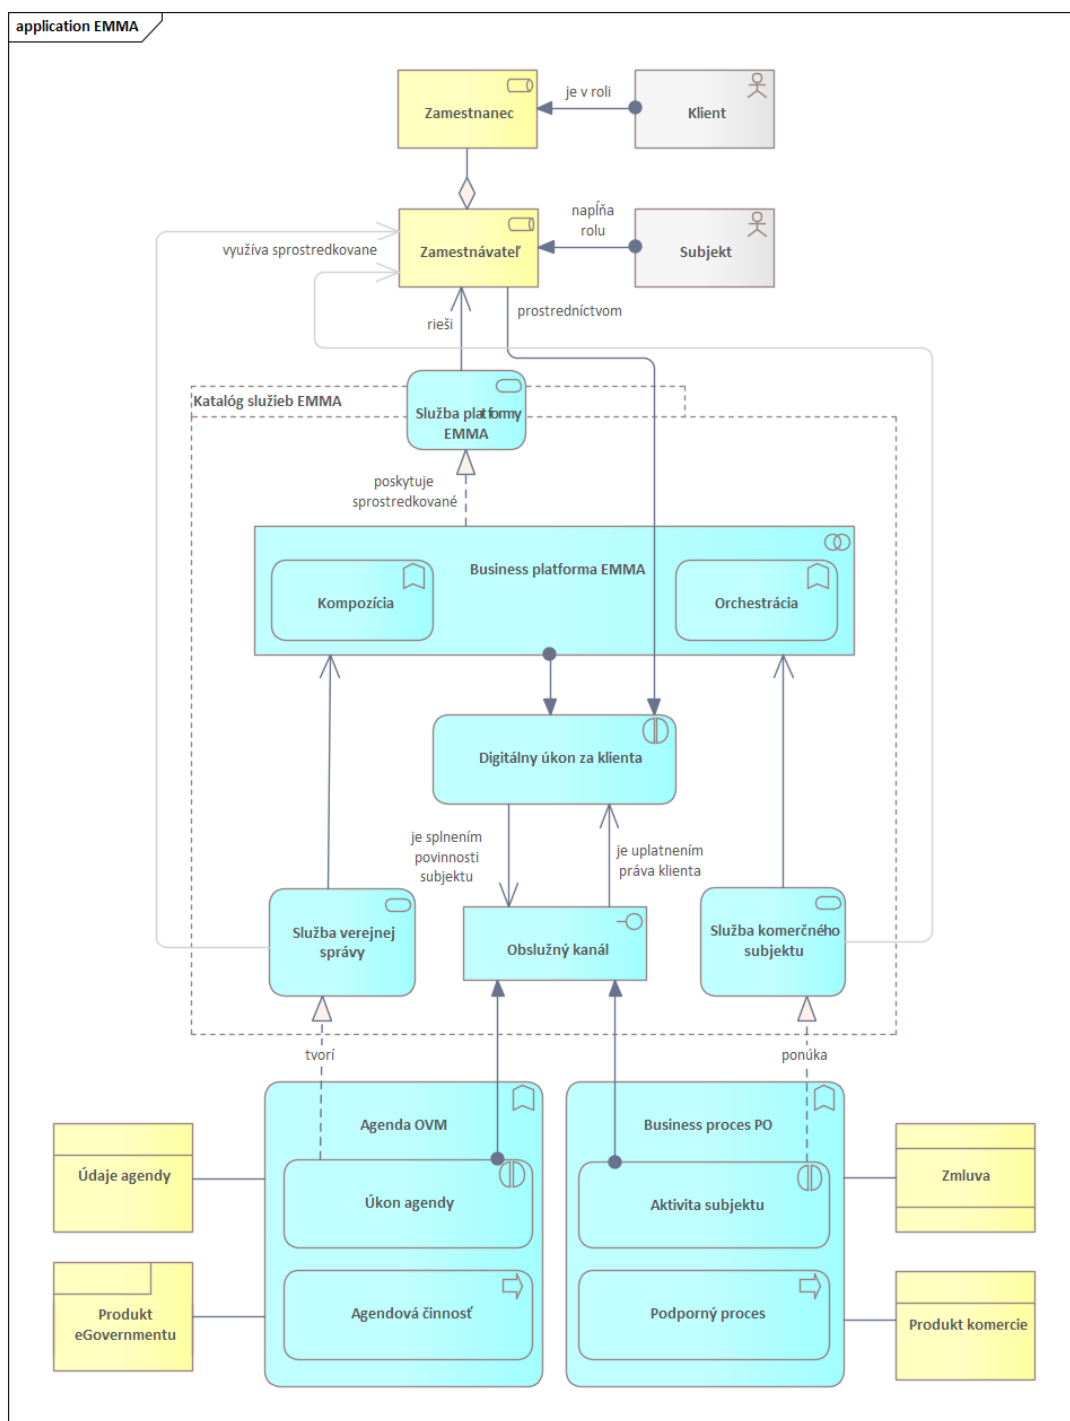 application EMMA
Zamestnanec
je v roli
Klient
Zamestnávateľ
napĺňa
rolu
Subjekt
využíva sprostredkovane
rieši
prostredníctvom
Katalóg služieb EMMA
Služba platformy
EMMA
poskytuje
sprostredkované
Business platforma EMMA
Kompozícia
Orchestrácia
Digitálny úkon za klienta
je splnením
povinnosti
subjektu
je uplatnením
práva klienta
Služba verejnej
správy
Obslužný kanál
Služba komerčného
subjektu
tvorí
ponúka
Agenda OVM
Business proces PO
Údaje agendy
Úkon agendy
Aktivita subjektu
Zmluva
Produkt
eGovernmentu
Agendová činnosť
Podporný proces
Produkt komercie